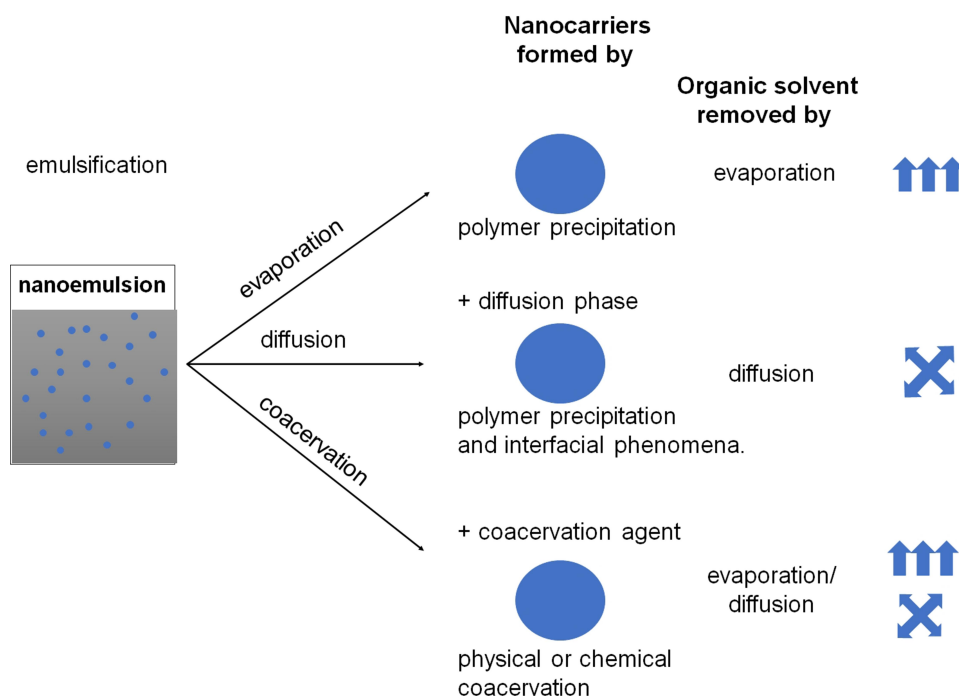 Nanocarriers
formed by
Organic solvent
removed by
emulsification
evaporation
polymer precipitation
evaporation
nanoemulsion
+ diffusion phase
diffusion
diffusion
polymer precipitation
and interfacial phenomena.
coacervation
+ coacervation agent
evaporation/
diffusion
physical or chemical
coacervation